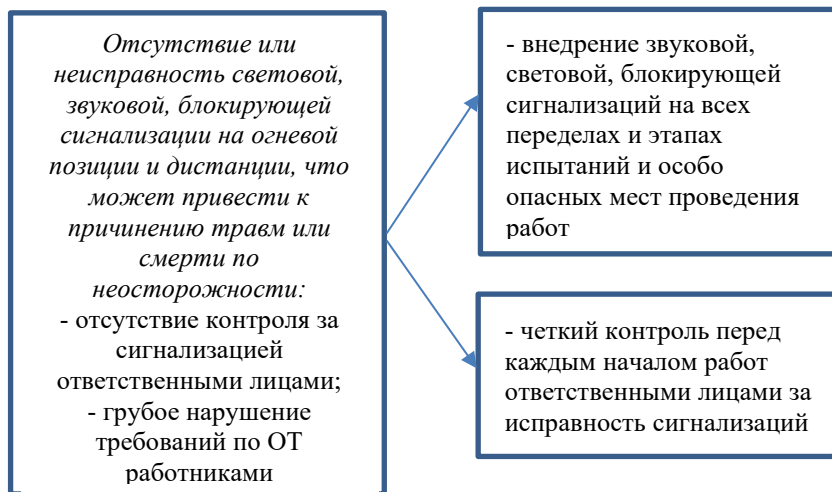 Отсутствие или
неисправность световой,
звуковой, блокирующей
сигнализации на огневой
позиции и дистанции, что
может привести к
причинению травм или
смерти по
неосторожности:
- отсутствие контроля за
сигнализацией
ответственными лицами;
- грубое нарушение
требований по ОТ
работниками
- внедрение звуковой,
световой, блокирующей
сигнализаций на всех
переделах и этапах
испытаний и особо
опасных мест проведения
работ
- четкий контроль перед
каждым началом работ
ответственными лицами за
исправность сигнализаций